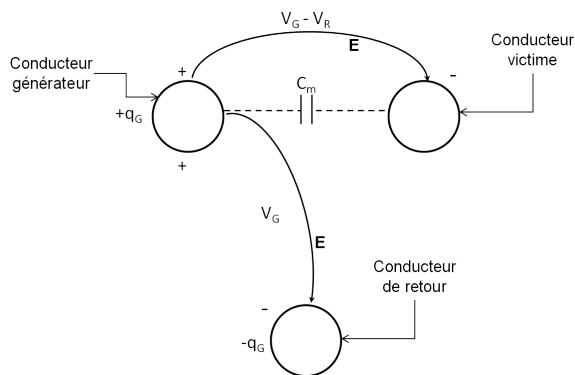 V_G - V_R
E
Conducteur
générateur
Conducteur
victime
+
-
C_m
+q_G
+
V_G
E
Conducteur
de retour
-
-q_G